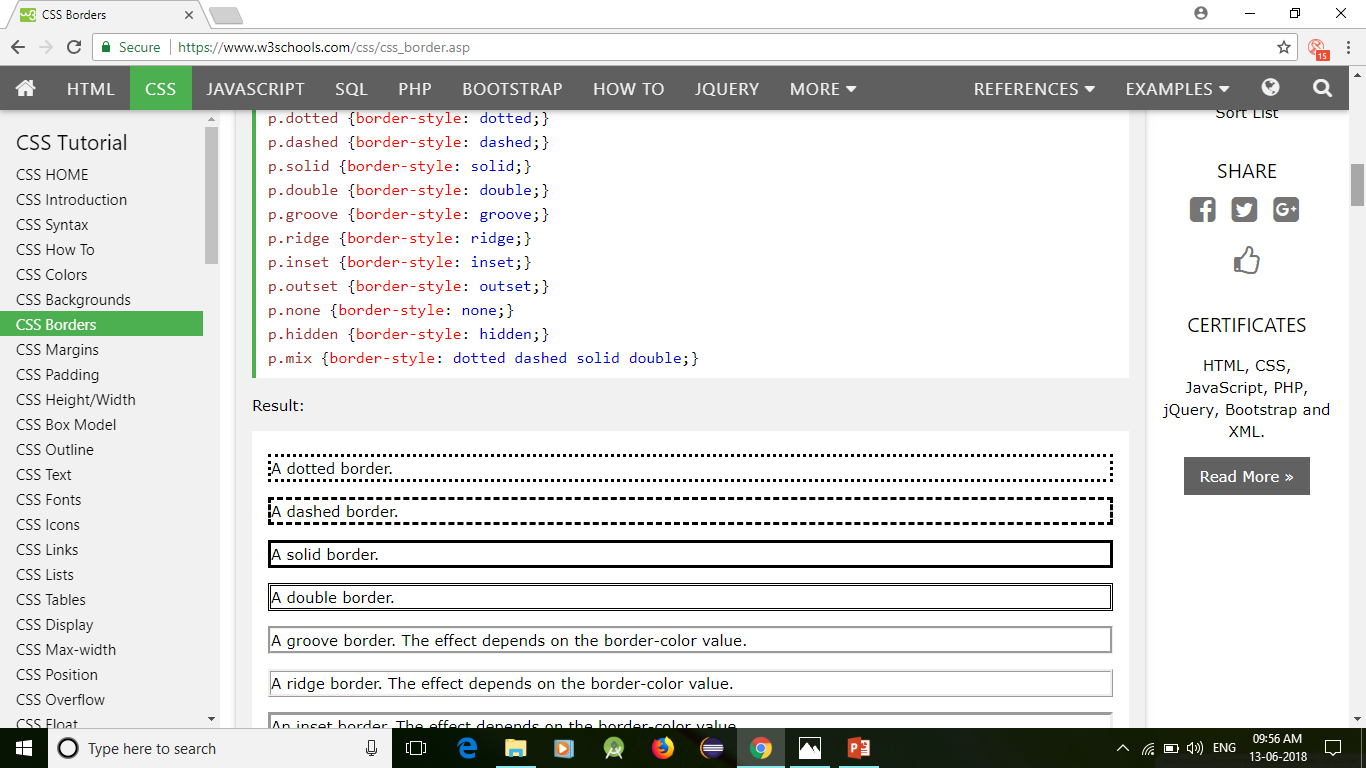 CSS Borders
Secure
https://www.w3schools.com/css/css_border.asp
15
HTML CSS JAVASCRIPT SQL PHP BOOTSTRAP HOW TO JQUERY MORE REFERENCES EXAMPLES
CSS Tutorial
CSS HOME
CSS Introduction
CSS Syntax
CSS How To
CSS Colors
CSS Backgrounds
CSS Borders
CSS Margins
CSS Padding
CSS Height/Width
CSS Box Model
CSS Outline
CSS Text
CSS Fonts
CSS Icons
CSS Links
CSS Lists
CSS Tables
CSS Display
CSS Max-width
CSS Position
CSS Overflow
CSS Float
p.dotted {border-style: dotted;}
p.dashed {border-style: dashed;}
p.solid {border-style: solid;}
p.double {border-style: double;}
p.groove {border-style: groove;}
p.ridge {border-style: ridge;}
p.inset {border-style: inset;}
p.outset {border-style: outset;}
p.none {border-style: none;}
p.hidden {border-style: hidden;}
p.mix {border-style: dotted dashed solid double;}
Result:
A dotted border.
A dashed border.
A solid border.
A double border.
A groove border. The effect depends on the border-color value.
A ridge border. The effect depends on the border-color value.
An inset border. The effect depends on the border-color value.
Sort List
SHARE
CERTIFICATES
HTML, CSS,
JavaScript, PHP,
jQuery, Bootstrap and
XML.
Read More »
Type here to search
ENG
09:56 AM
13-06-2018